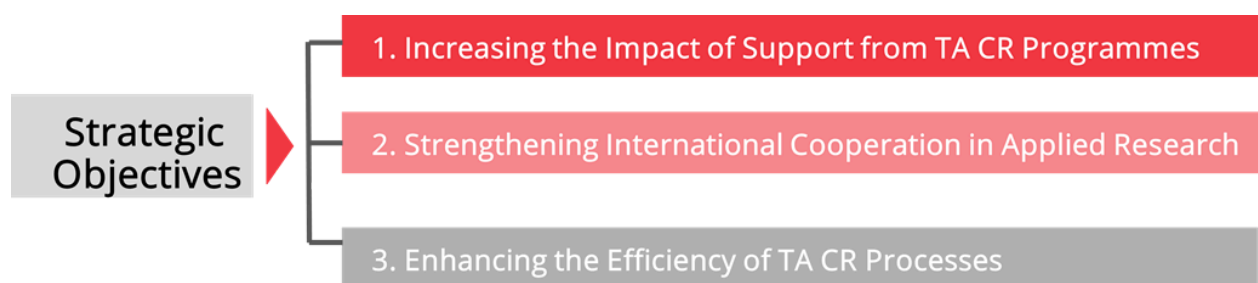 Strategic
Objectives
1. Increasing the Impact of Support from TA CR Programmes
2. Strengthening International Cooperation in Applied Research
3. Enhancing the Efficiency of TA CR Processes